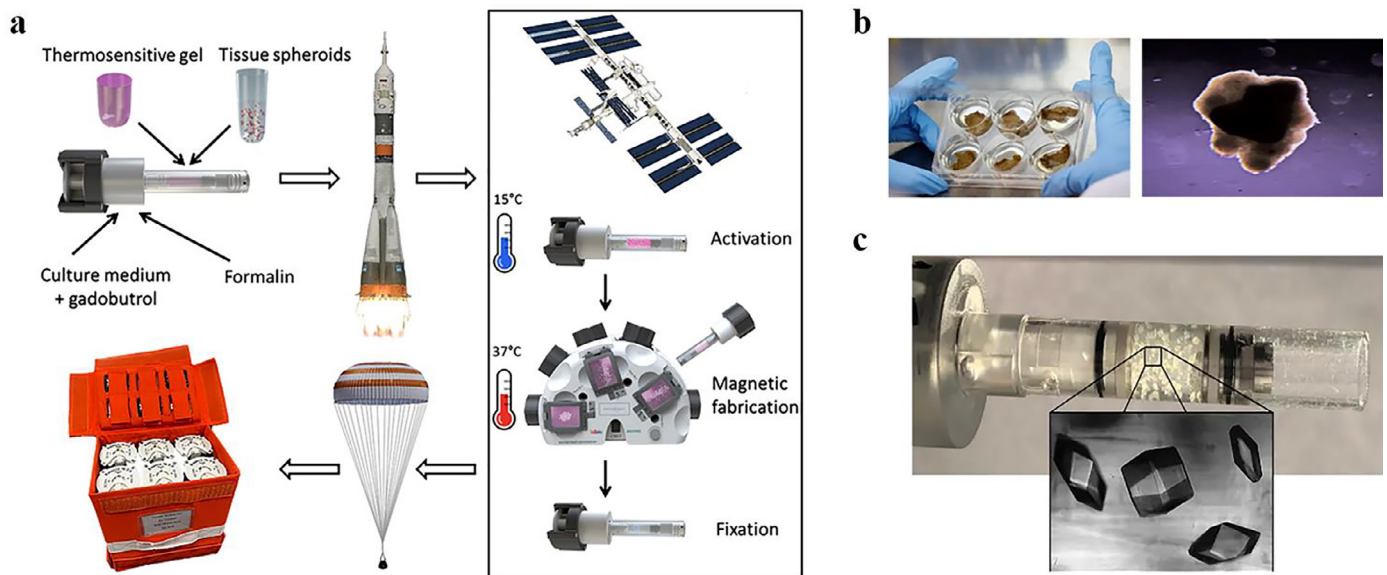 a
Thermosensitive gel
Tissue spheroids
Culture medium
+ gadobutrol
Formalin
15°C
Activation
37°C
Magnetic
fabrication
Fixation
b
c